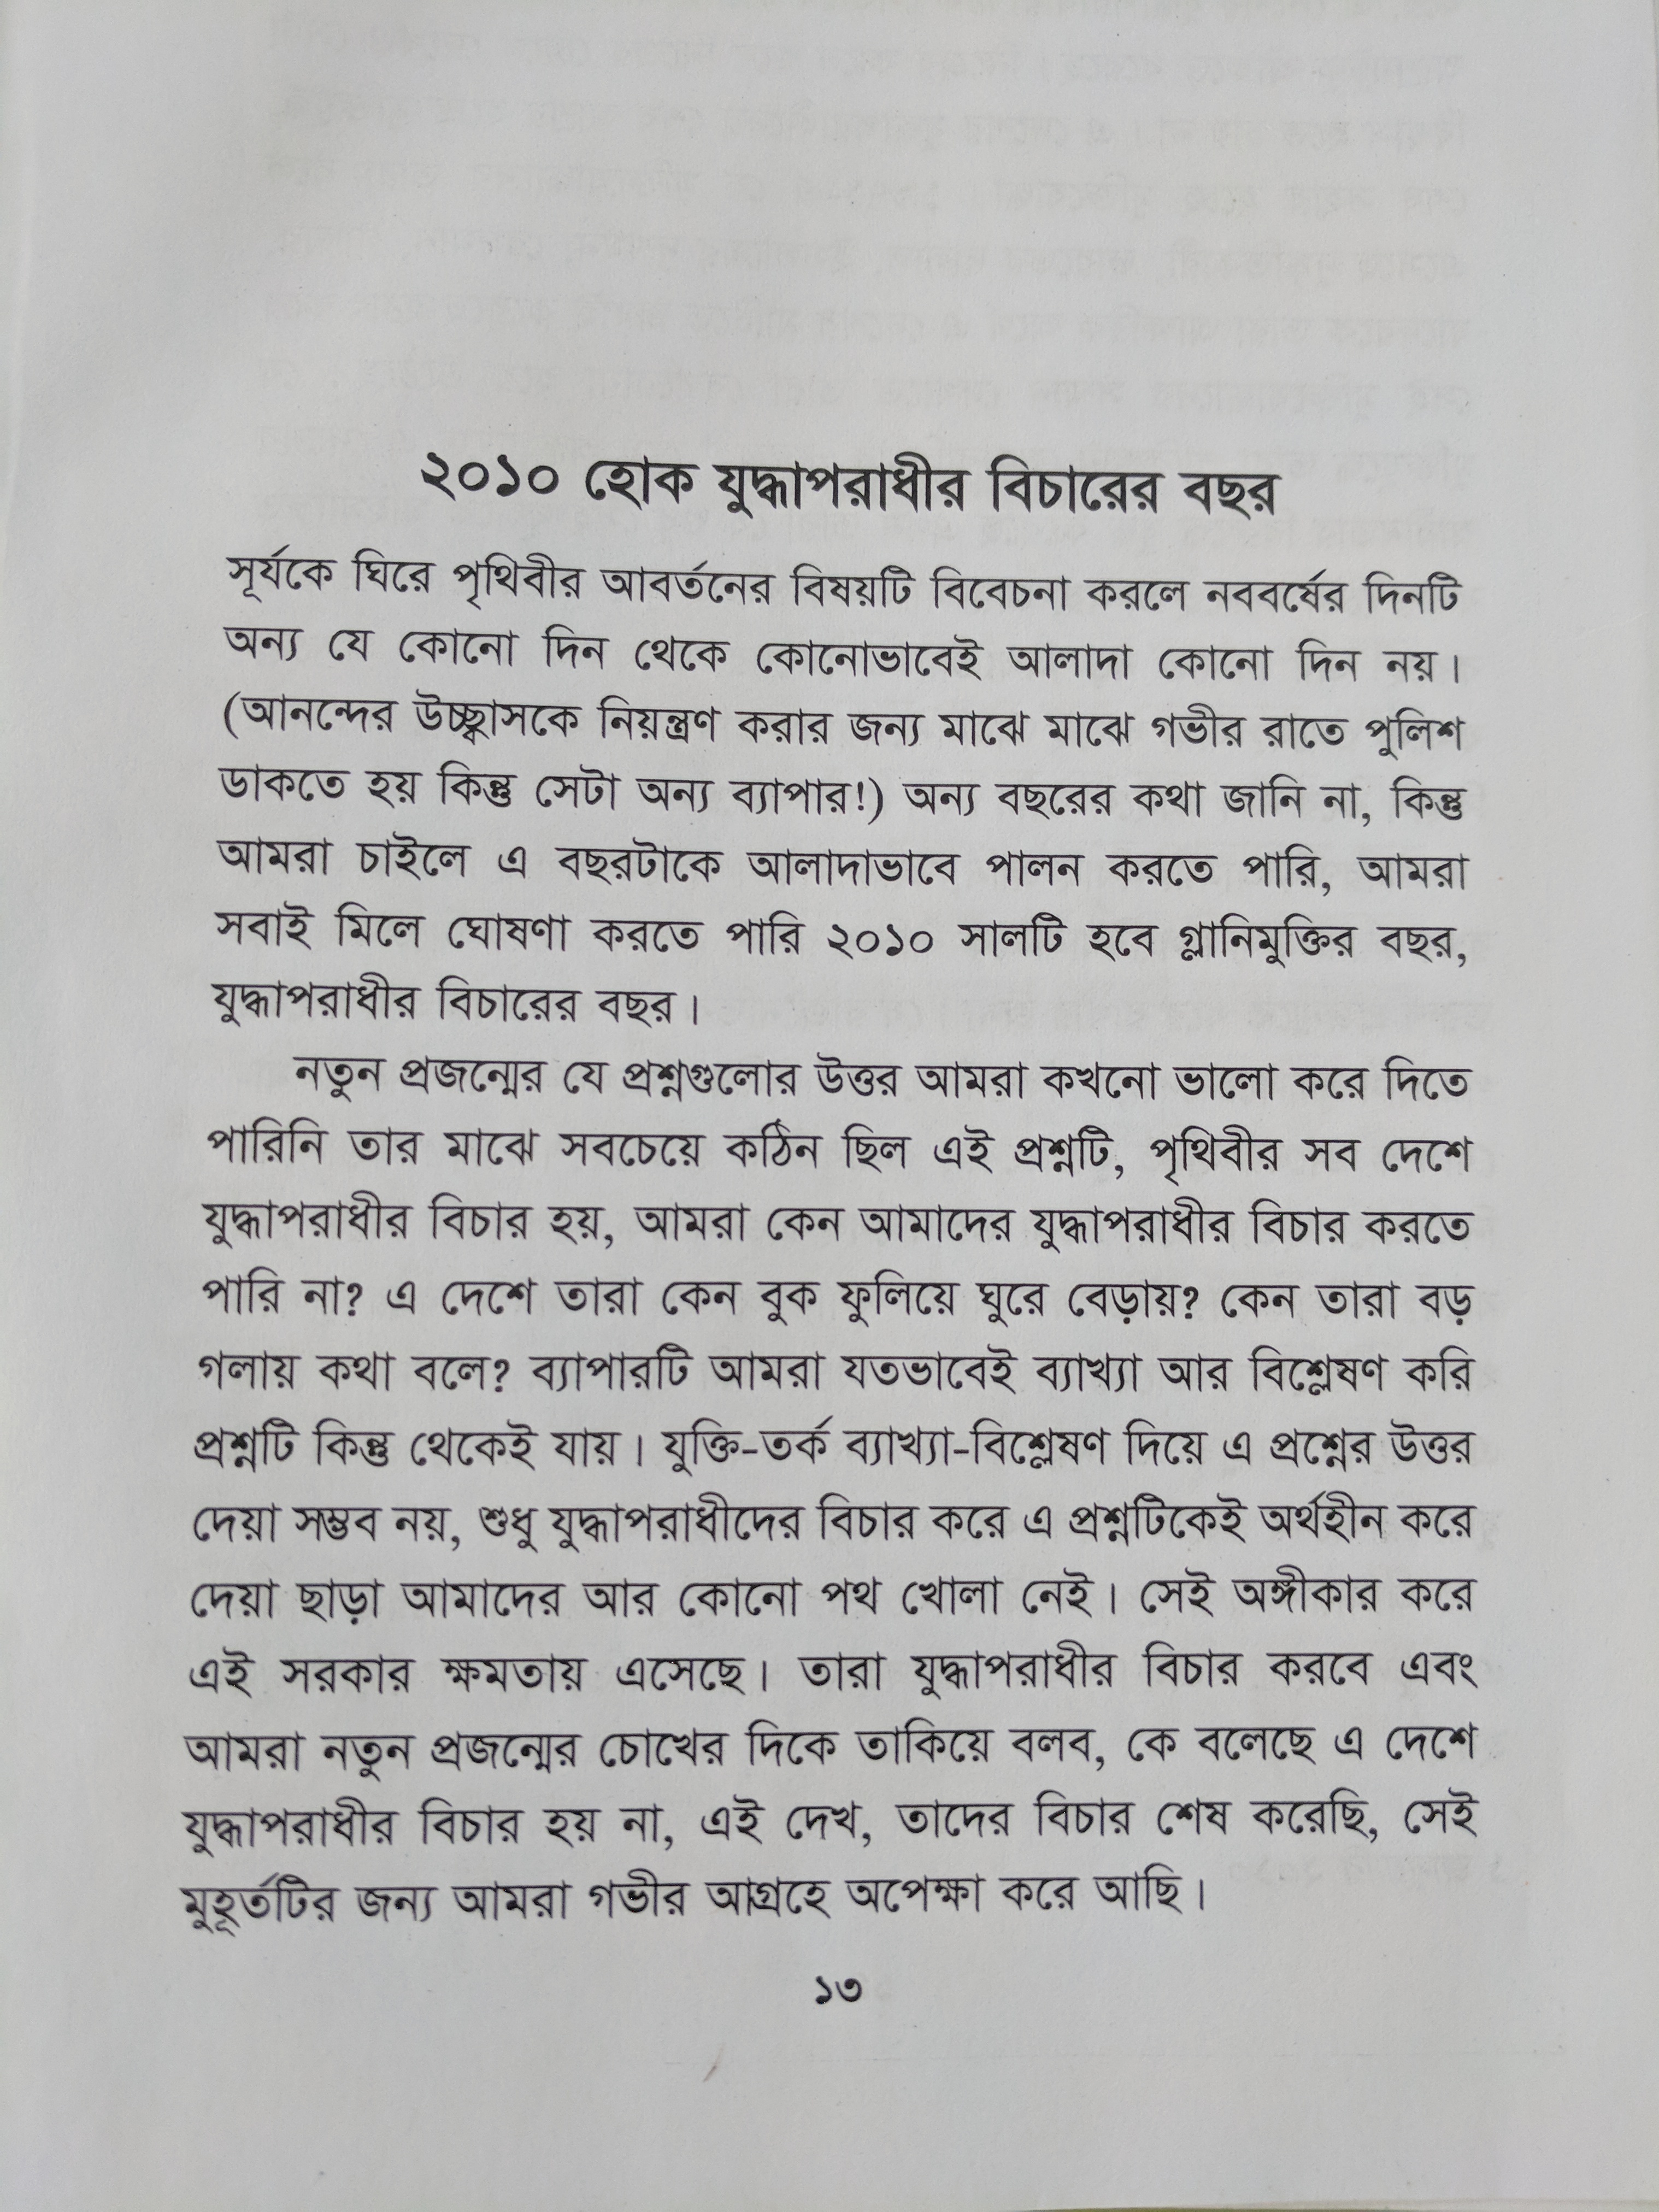 ২০১০ হোক যুদ্ধাপরাধীর বিচারের বছর
সূর্যকে ঘিরে পৃথিবীর আবর্তনের বিষয়টি বিবেচনা করলে নববর্ষের দিনটি
অন্য যে কোনো দিন থেকে কোনোভাবেই আলাদা কোনো দিন নয়।
(আনন্দের উচ্ছ্বাসকে নিয়ন্ত্রণ করার জন্য মাঝে মাঝে গভীর রাতে পুলিশ
ডাকতে হয় কিন্তু সেটা অন্য ব্যাপার!) অন্য বছরের কথা জানি না, কিন্তু
আমরা চাইলে এ বছরটাকে আলাদাভাবে পালন করতে পারি, আমরা
সবাই মিলে ঘোষণা করতে পারি ২০১০ সালটি হবে গ্লানিমুক্তির বছর,
যুদ্ধাপরাধীর বিচারের বছর।
নতুন প্রজন্মের যে প্রশ্নগুলোর উত্তর আমরা কখনো ভালো করে দিতে
পারিনি তার মাঝে সবচেয়ে কঠিন ছিল এই প্রশ্নটি, পৃথিবীর সব দেশে
যুদ্ধাপরাধীর বিচার হয়, আমরা কেন আমাদের যুদ্ধাপরাধীর বিচার করতে
পারি না? এ দেশে তারা কেন বুক ফুলিয়ে ঘুরে বেড়ায়? কেন তারা বড়
গলায় কথা বলে? ব্যাপারটি আমরা যতভাবেই ব্যাখ্যা আর বিশ্লেষণ করি
প্রশ্নটি কিন্তু থেকেই যায়। যুক্তি-তর্ক ব্যাখ্যা-বিশ্লেষণ দিয়ে এ প্রশ্নের উত্তর
দেয়া সম্ভব নয়, শুধু যুদ্ধাপরাধীদের বিচার করে এ প্রশ্নটিকেই অর্থহীন করে
দেয়া ছাড়া আমাদের আর কোনো পথ খোলা নেই। সেই অঙ্গীকার করে
এই সরকার ক্ষমতায় এসেছে। তারা যুদ্ধাপরাধীর বিচার করবে এবং
আমরা নতুন প্রজন্মের চোখের দিকে তাকিয়ে বলব, কে বলেছে এ দেশে
যুদ্ধাপরাধীর বিচার হয় না, এই দেখ, তাদের বিচার শেষ করেছি, সেই
মুহূর্তটির জন্য আমরা গভীর আগ্রহে অপেক্ষা করে আছি।
১৩